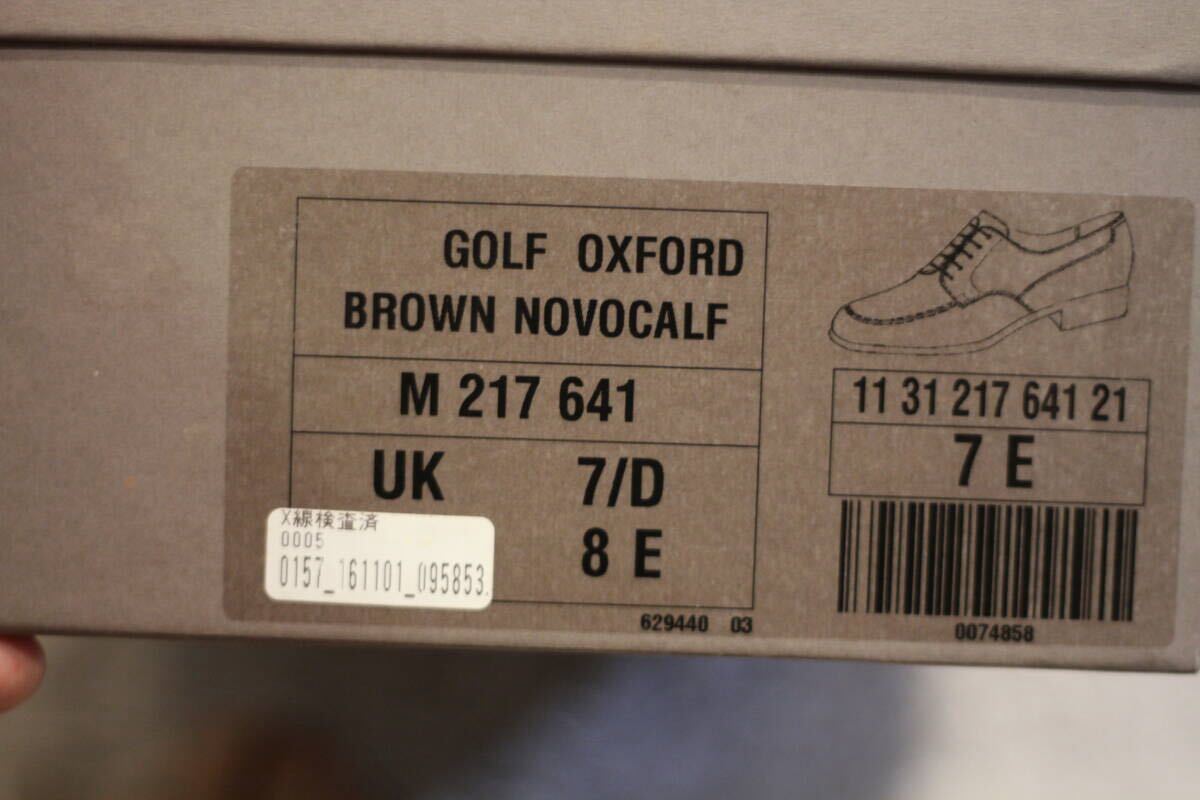 GOLF OXFORD
BROWN NOVOCALF
M 217 641
UK 7/D
8 E
X線検査済
0005
0157_161101_095853
629440 03
11 31 217 641 21
7 E
0074858